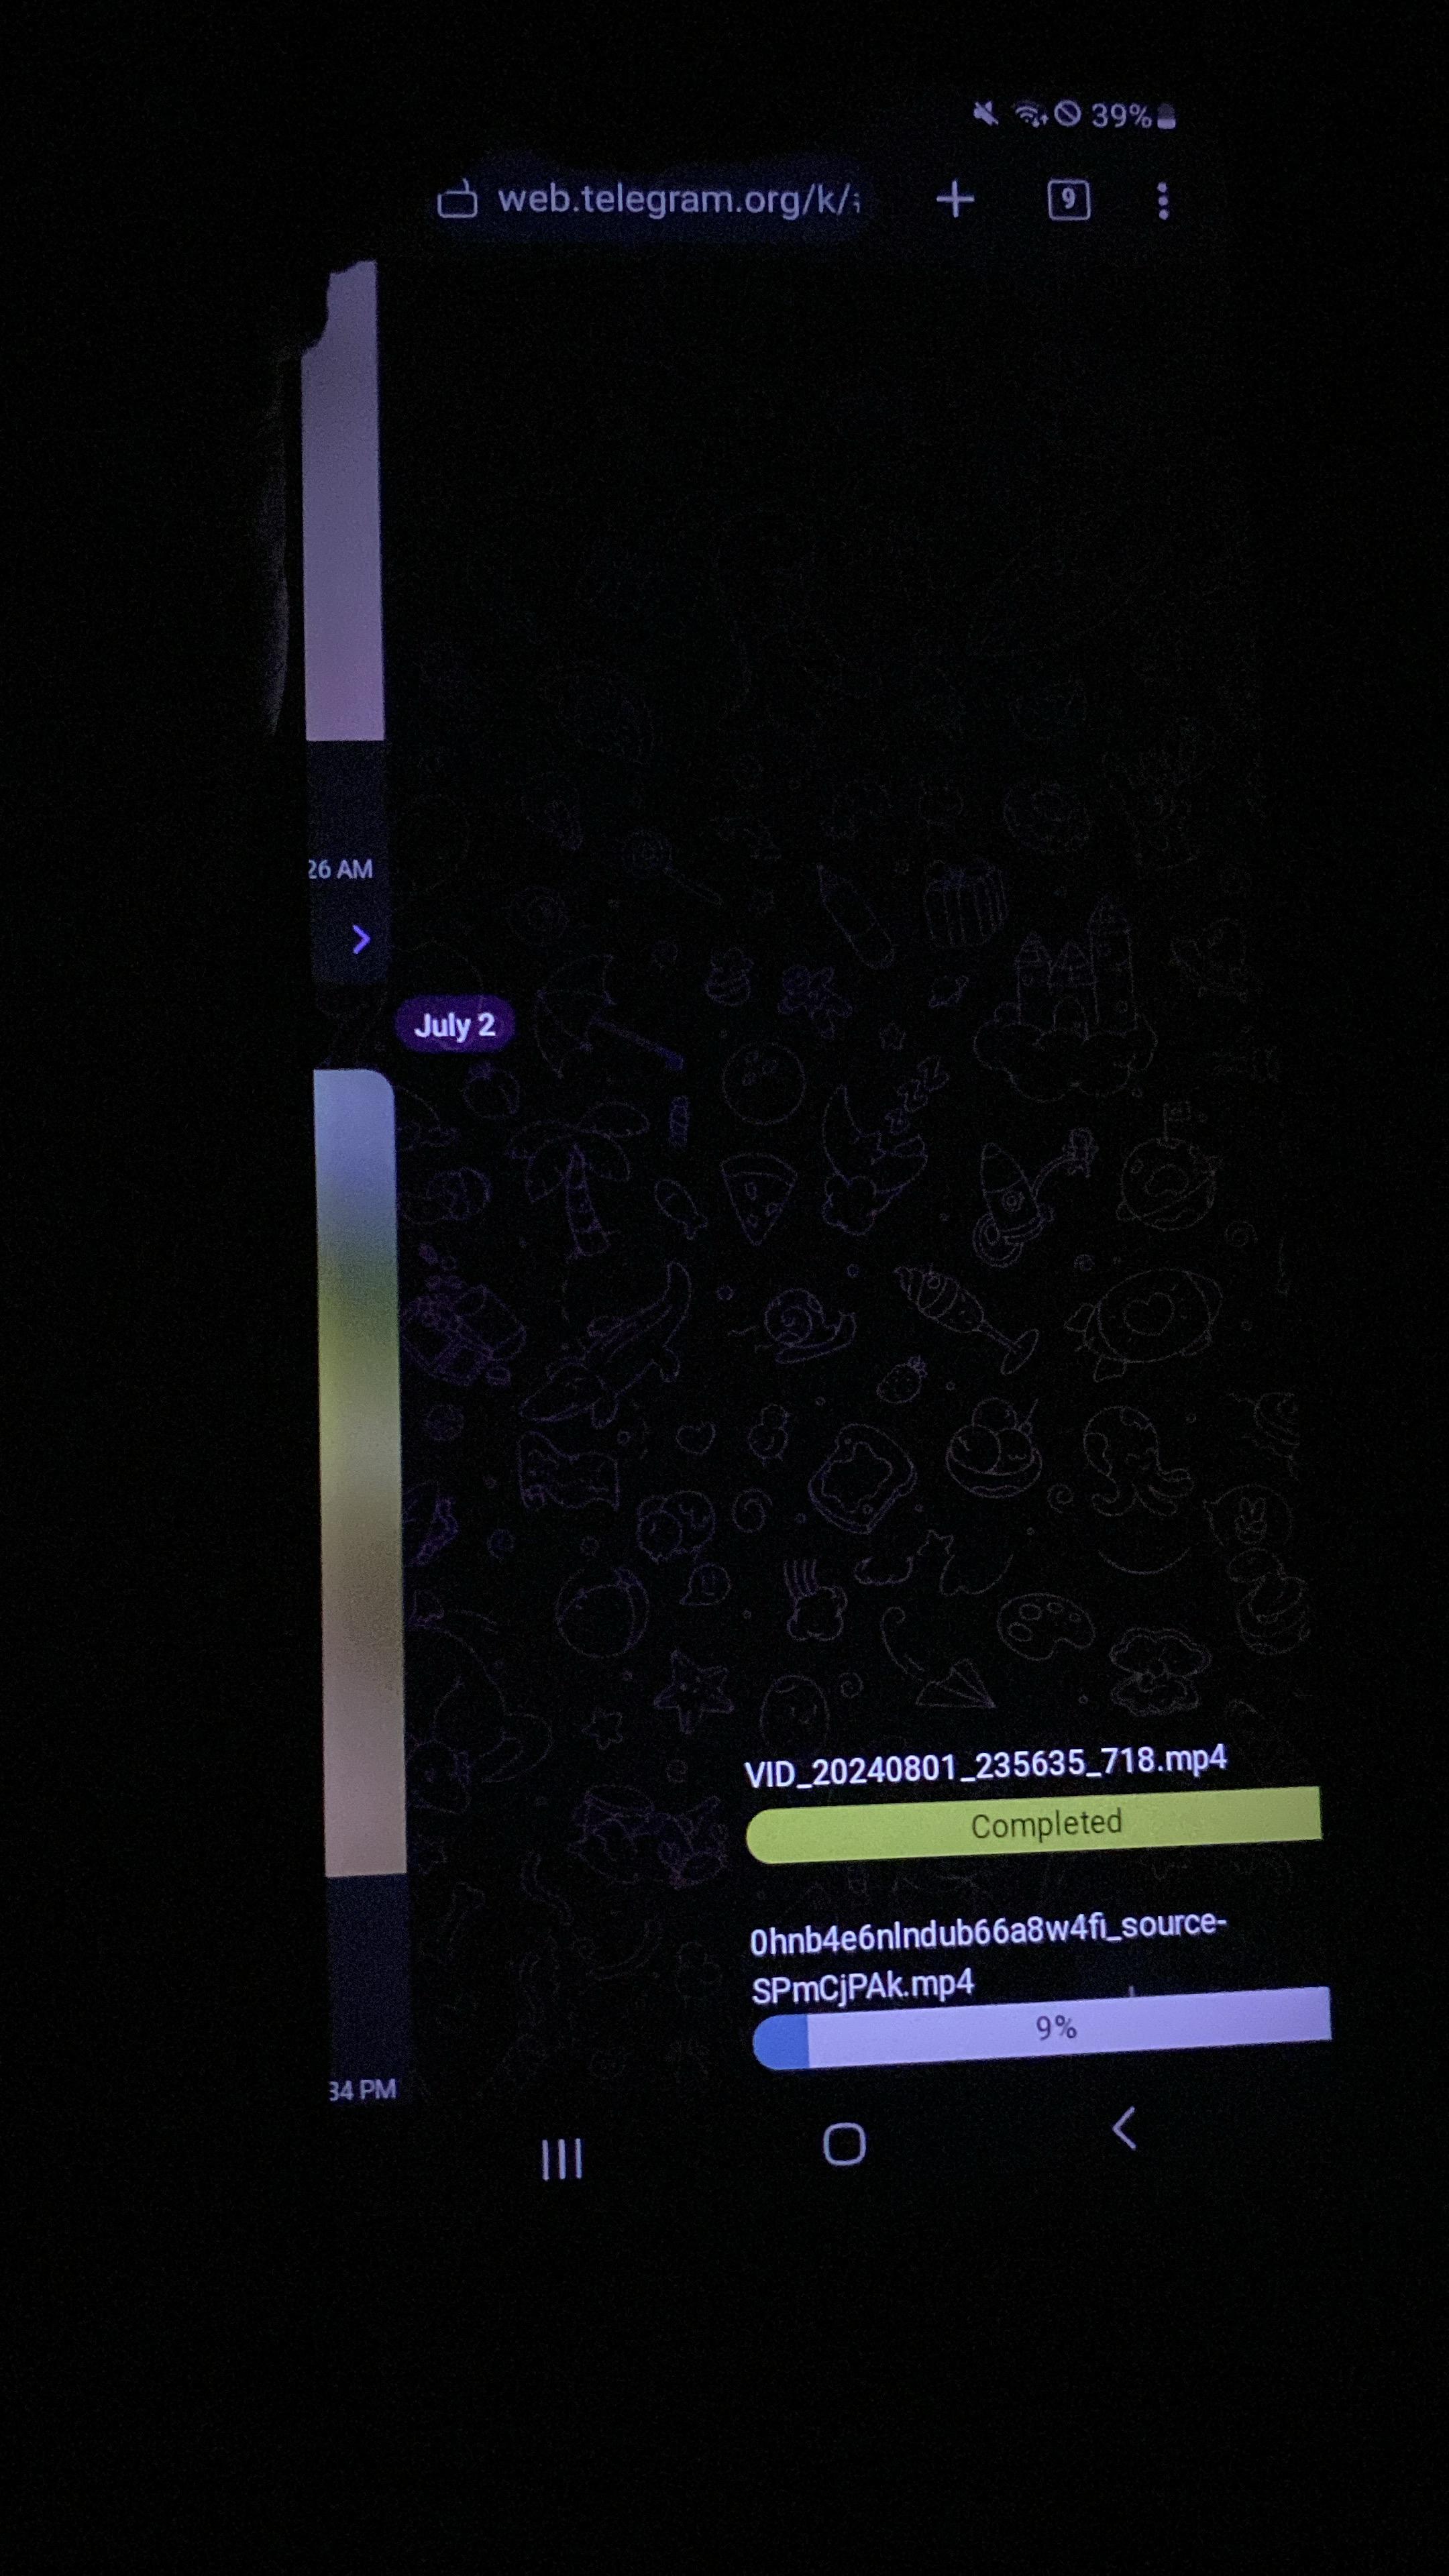 39%
web.telegram.org/k/
9
26 AM
July 2
VID_20240801_235635_718.mp4
Completed
0hnb4e6nlndub66a8w4fi_source-
SPmCjPAk.mp4
9%
34 PM